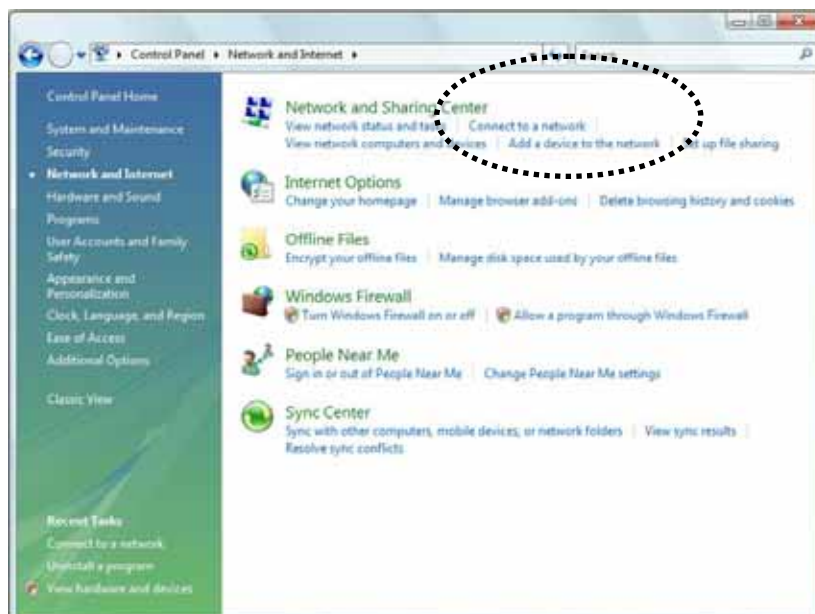 Control Panel Network and Internet
Control Panel Home
System and Maintenance
Security
Network and Internet
Hardware and Sound
Programs
User Accounts and Family
Safety
Appearance and
Personalization
Clock, Language, and Region
Ease of Access
Additional Options
Classic View
Recent Tasks
Connect to a network
Uninstall a program
View hardware and devices
Network and Sharing Center
View network status and tasks Connect to a network
View network computers and devices Add a device to the network Set up file sharing
Internet Options
Change your homepage Manage browser add-ons Delete browsing history and cookies
Offline Files
Encrypt your offline files Manage disk space used by your offline files
Windows Firewall
Turn Windows Firewall on or off Allow a program through Windows Firewall
People Near Me
Sign in or out of People Near Me Change People Near Me settings
Sync Center
Sync with other computers, mobile devices, or network folders View sync results
Resolve sync conflicts